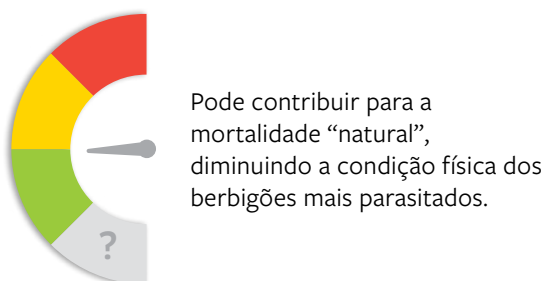 Pode contribuir para a
mortalidade “natural”,
diminuindo a condição física dos
berbigões mais parasitados.
?